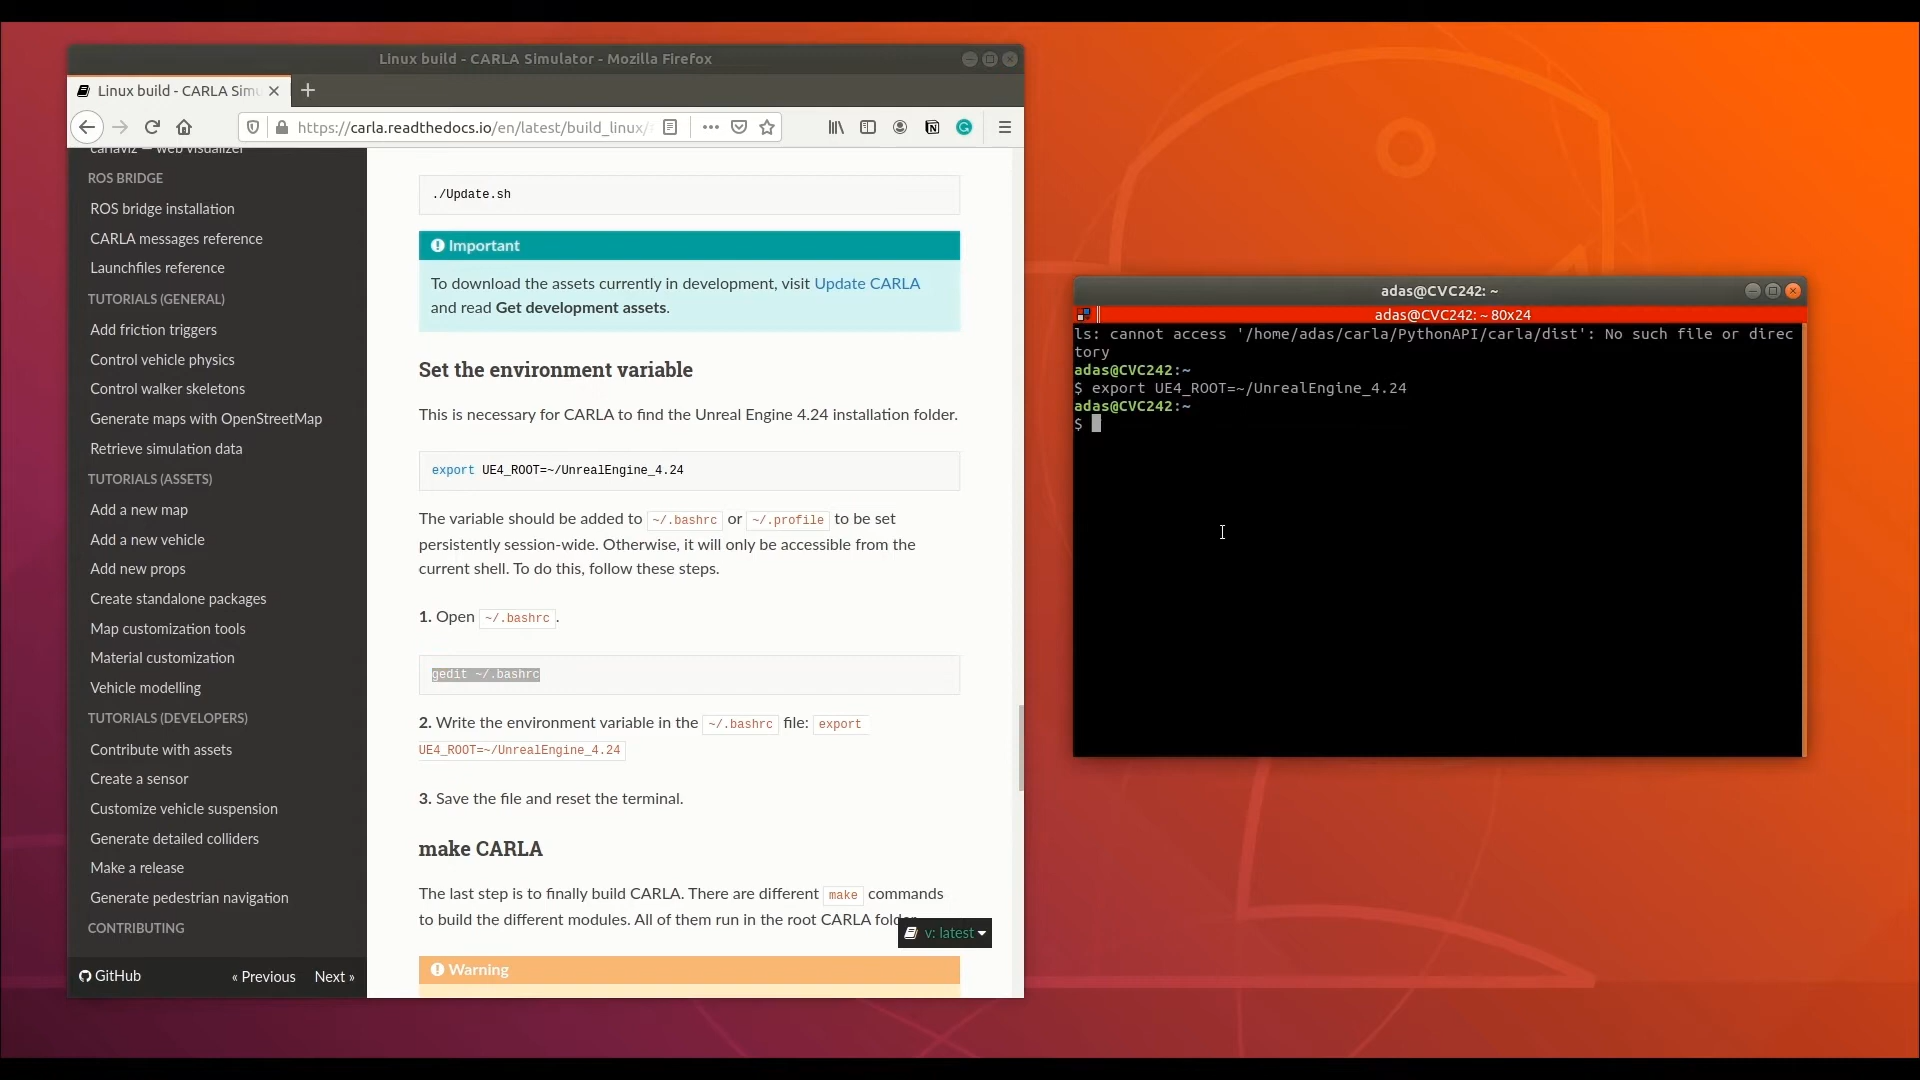 Linux build - CARLA Simulator - Mozilla Firefox
Linux build - CARLA Simu
https://carla.readthedocs.io/en/latest/build_linux/
carlaviz — web visualizer
ROS BRIDGE
ROS bridge installation
CARLA messages reference
Launchfiles reference
TUTORIALS (GENERAL)
Add friction triggers
Control vehicle physics
Control walker skeletons
Generate maps with OpenStreetMap
Retrieve simulation data
TUTORIALS (ASSETS)
Add a new map
Add a new vehicle
Add new props
Create standalone packages
Map customization tools
Material customization
Vehicle modelling
TUTORIALS (DEVELOPERS)
Contribute with assets
Create a sensor
Customize vehicle suspension
Generate detailed colliders
Make a release
Generate pedestrian navigation
CONTRIBUTING
GitHub « Previous Next »
./Update.sh
Important
To download the assets currently in development, visit Update CARLA
and read Get development assets.
Set the environment variable
This is necessary for CARLA to find the Unreal Engine 4.24 installation folder.
export UE4_ROOT=~/UnrealEngine_4.24
The variable should be added to ~/.bashrc or ~/.profile to be set
persistently session-wide. Otherwise, it will only be accessible from the
current shell. To do this, follow these steps.
1. Open ~/.bashrc.
gedit ~/.bashrc
2. Write the environment variable in the ~/.bashrc file: export
UE4_ROOT=~/UnrealEngine_4.24
3. Save the file and reset the terminal.
make CARLA
The last step is to finally build CARLA. There are different make commands
to build the different modules. All of them run in the root CARLA folder
v: latest
Warning
adas@CVC242: ~
adas@CVC242: ~ 80x24
ls: cannot access '/home/adas/carla/PythonAPI/carla/dist': No such file or direc
tory
adas@CVC242:~
$ export UE4_ROOT=~/UnrealEngine_4.24
adas@CVC242:~
$